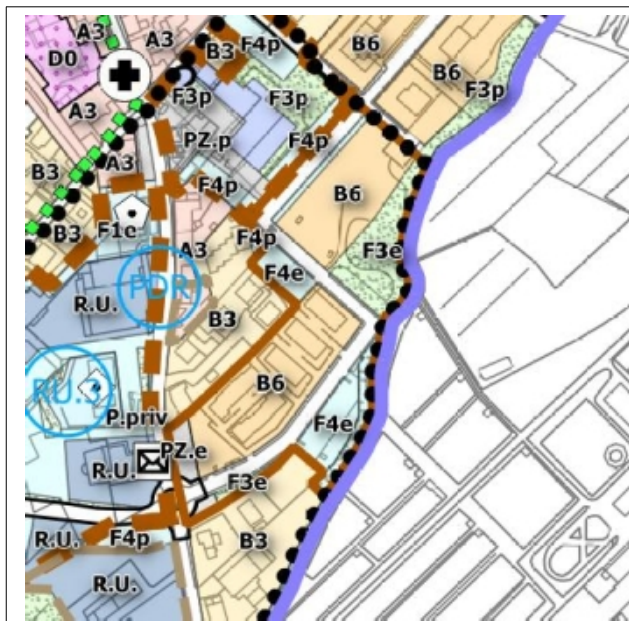 A3
A3
B3
F4p
B6
D0
B6
F3p
A3
F3p
F3p
PZ.p
F4p
A3
B3
F4p
B6
B3
F1e
F4p
A3
F3e
F4e
PDR
R.U.
B3
B6
RU.3
P.priv
F4e
PZ.e
R.U.
F3e
B3
R.U.
F4p
R.U.